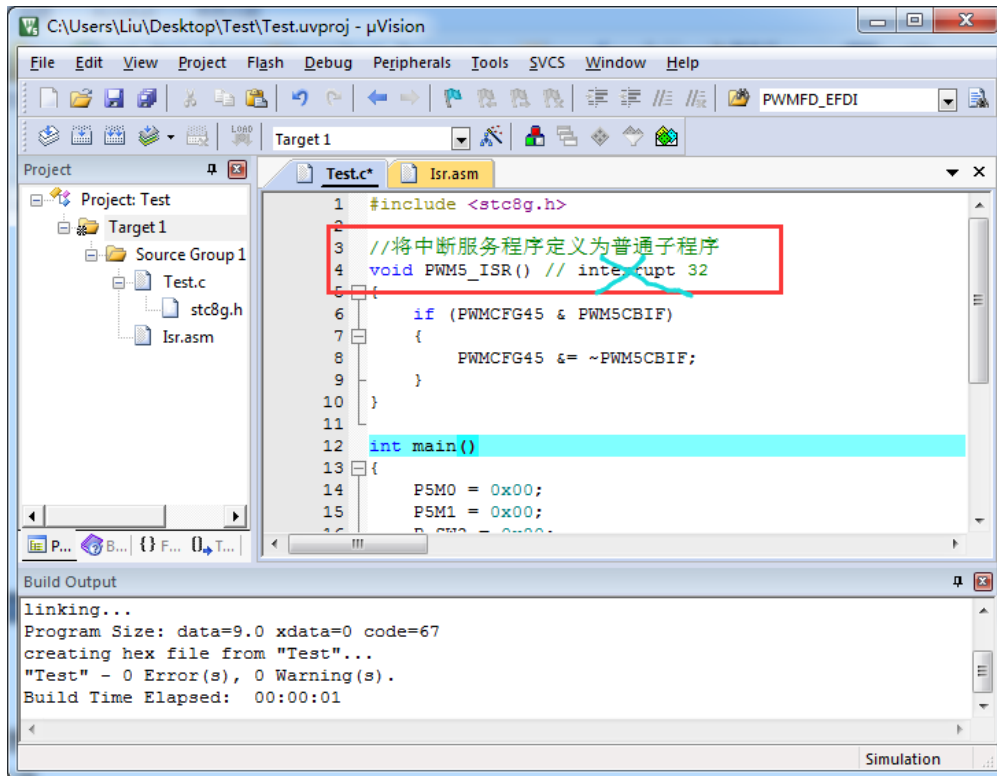 C:\Users\Liu\Desktop\Test\Test.uvproj - µVision
File Edit View Project Flash Debug Peripherals Tools SVCS Window Help
PWMFD_EFDI
LOAD Target 1
Project
Test.c* Isr.asm
Project: Test
Target 1
Source Group 1
Test.c
stc8g.h
Isr.asm
P... B... {} F... 0 T...
1 #include <stc8g.h>
2
3 //将中断服务程序定义为普通子程序
4 void PWM5_ISR() // interrupt 32
5 {
6 if (PWMCFG45 & PWM5CBIF)
7 {
8 PWMCFG45 &= ~PWM5CBIF;
9 }
10 }
11
12 int main()
13 {
14 P5M0 = 0x00;
15 P5M1 = 0x00;
Build Output
linking...
Program Size: data=9.0 xdata=0 code=67
creating hex file from "Test"...
"Test" - 0 Error(s), 0 Warning(s).
Build Time Elapsed: 00:00:01
Simulation